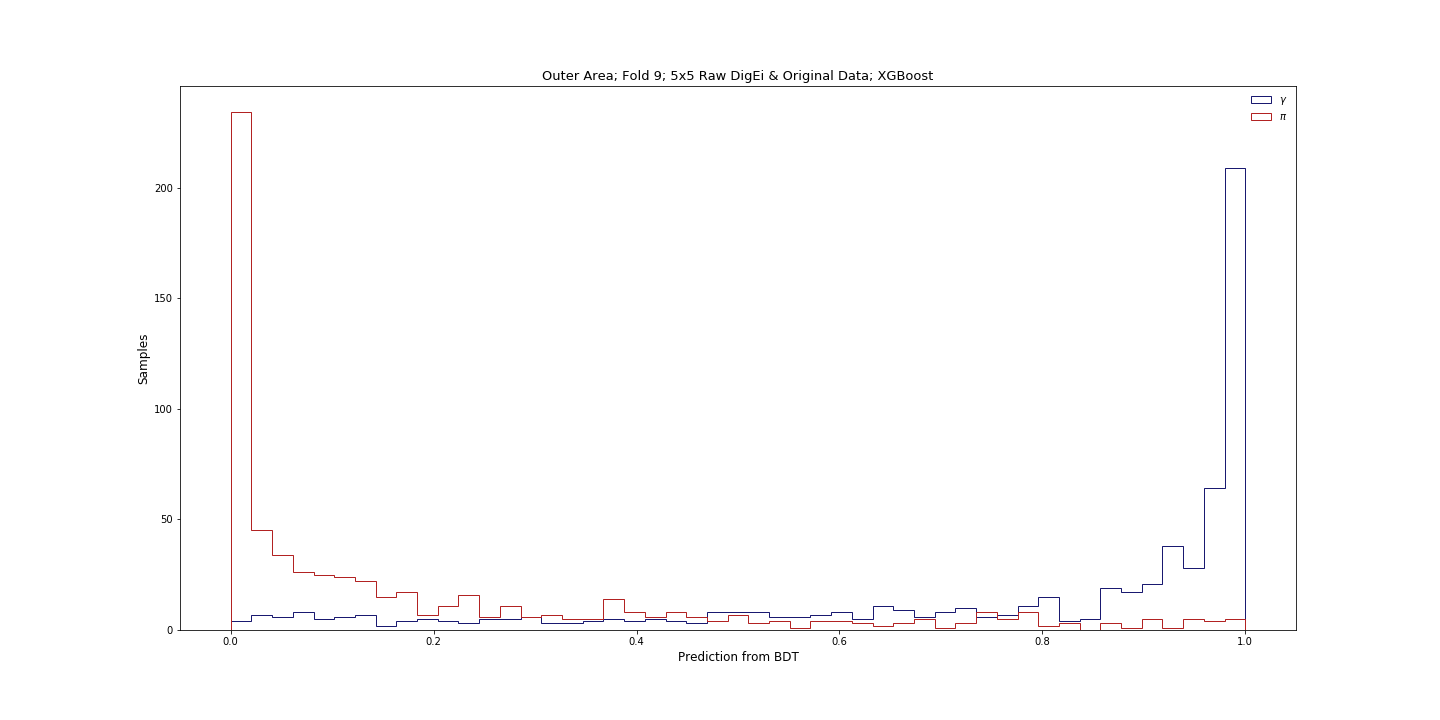 Outer Area; Fold 9; 5x5 Raw DigEi & Original Data; XGBoost
γ
π
200
150
100
50
0
Samples
0.0 0.2 0.4 0.6 0.8 1.0
Prediction from BDT